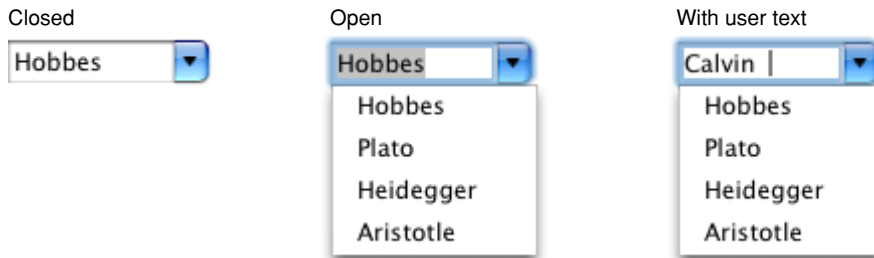 Closed
Hobbes
Open
Hobbes
Hobbes
Plato
Heidegger
Aristotle
With user text
Calvin
Hobbes
Plato
Heidegger
Aristotle